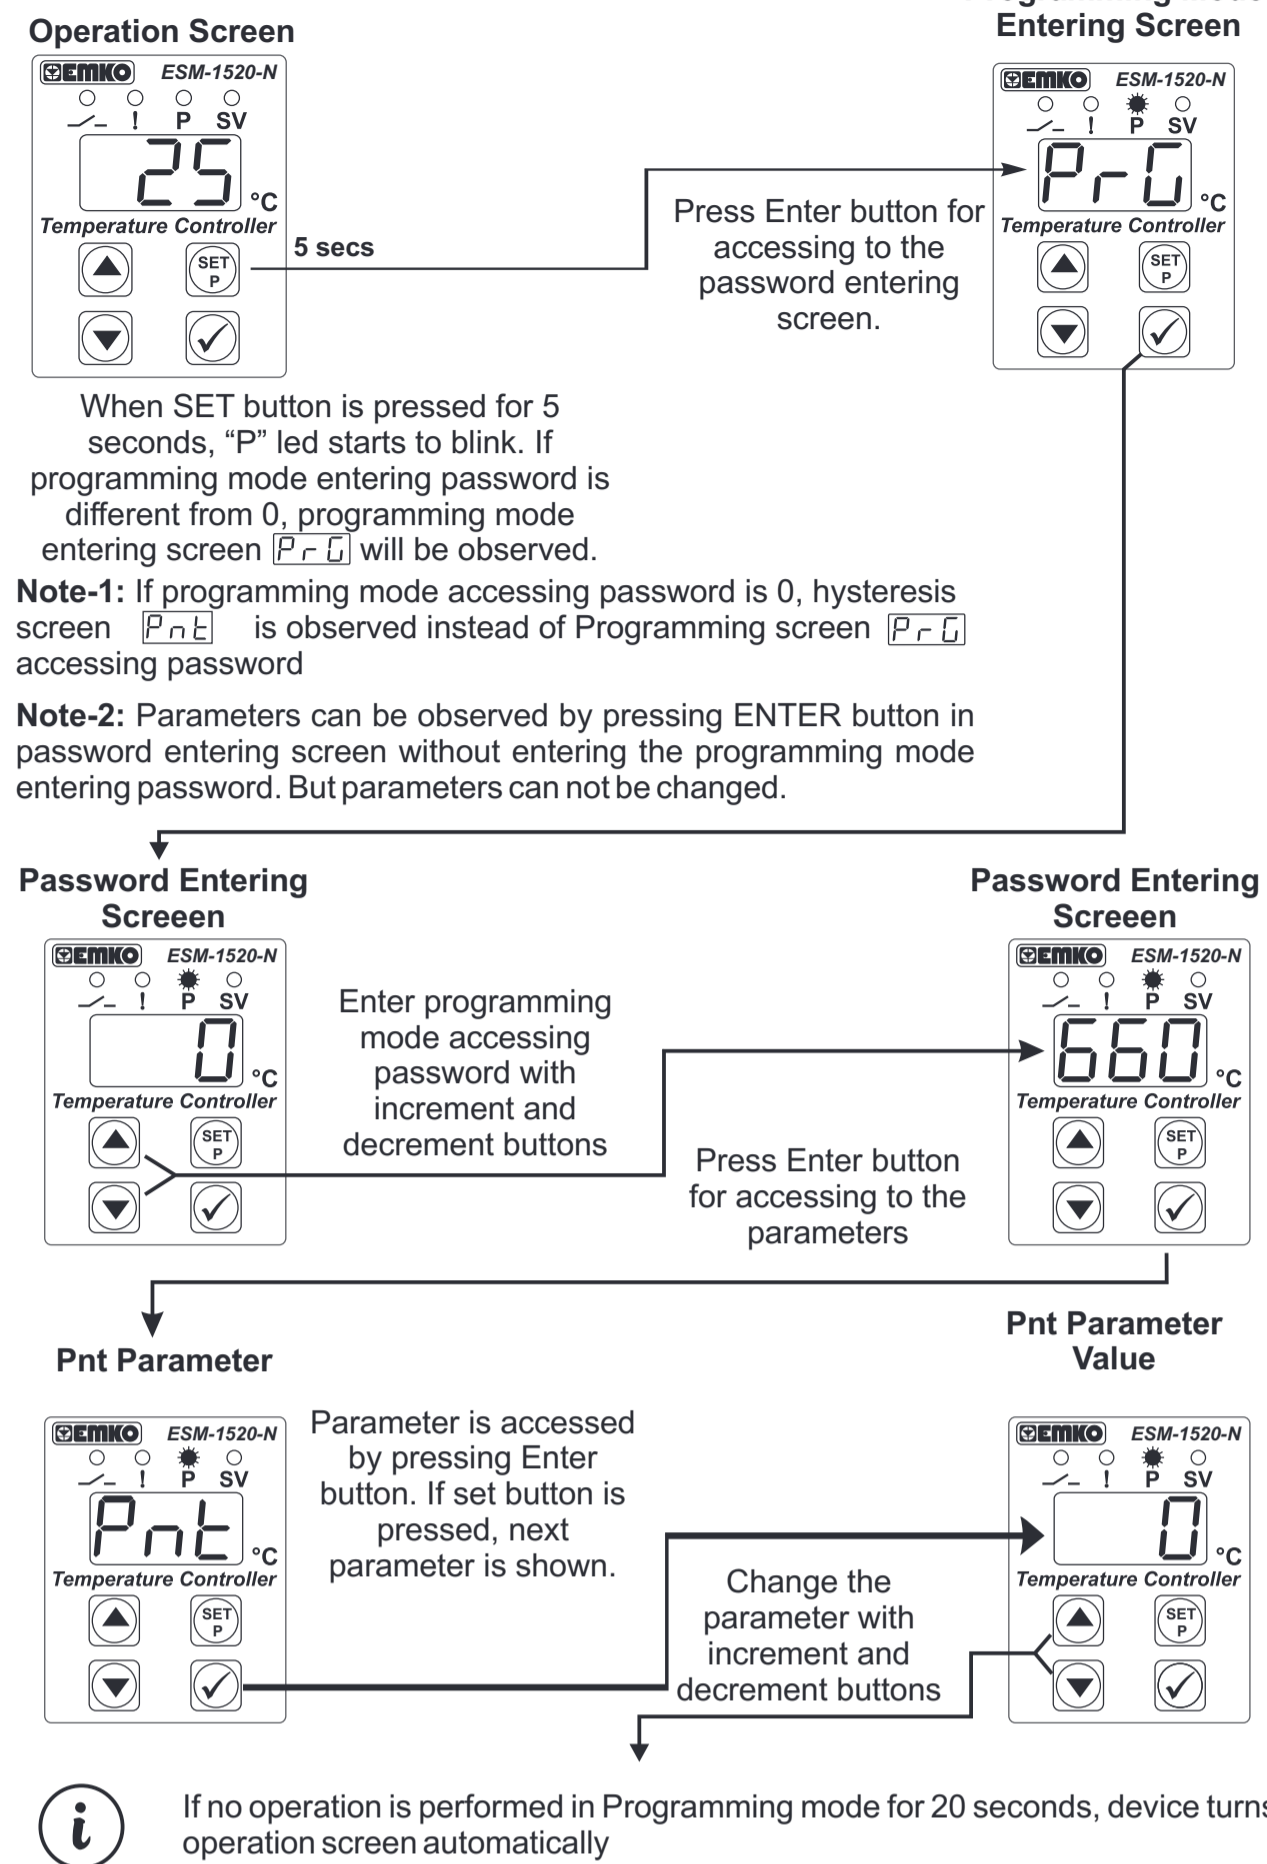 Operation Screen
Entering Screen
EMKO ESM-1520-N
! P SV
25 °C
Temperature Controller
SET
P
5 secs
Press Enter button for
accessing to the
password entering
screen.
EMKO ESM-1520-N
! P SV
PrG °C
Temperature Controller
SET
P
When SET button is pressed for 5
seconds, “P” led starts to blink. If
programming mode entering password is
different from 0, programming mode
entering screen PrG will be observed.
Note-1: If programming mode accessing password is 0, hysteresis
screen Pnt is observed instead of Programming screen PrG
accessing password
Note-2: Parameters can be observed by pressing ENTER button in
password entering screen without entering the programming mode
entering password. But parameters can not be changed.
Password Entering
Screeen
EMKO ESM-1520-N
! P SV
0 °C
Temperature Controller
SET
P
Enter programming
mode accessing
password with
increment and
decrement buttons
Press Enter button
for accessing to the
parameters
Password Entering
Screeen
EMKO ESM-1520-N
! P SV
660 °C
Temperature Controller
SET
P
Pnt Parameter
EMKO ESM-1520-N
! P SV
Pnt °C
Temperature Controller
SET
P
Parameter is accessed
by pressing Enter
button. If set button is
pressed, next
parameter is shown.
Change the
parameter with
increment and
decrement buttons
Pnt Parameter
Value
EMKO ESM-1520-N
! P SV
0 °C
Temperature Controller
SET
P
i
If no operation is performed in Programming mode for 20 seconds, device turns
operation screen automatically